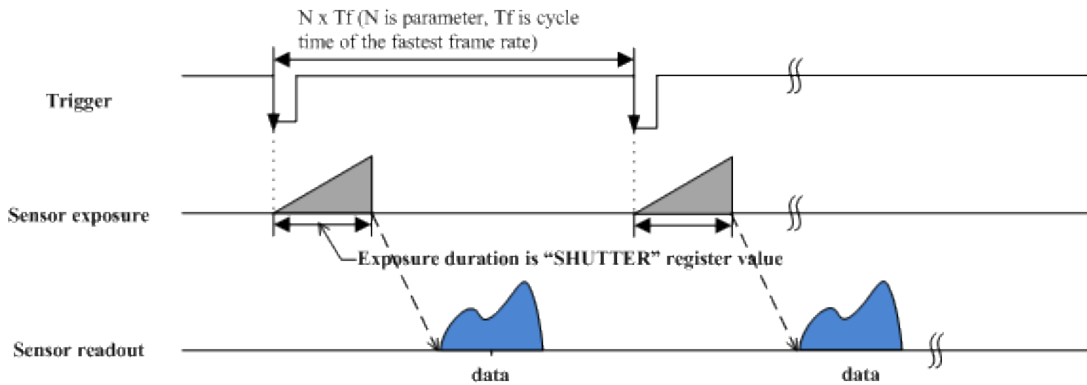 N x Tf (N is parameter, Tf is cycle
time of the fastest frame rate)
Trigger
Sensor exposure
Exposure duration is “SHUTTER” register value
Sensor readout
data
data